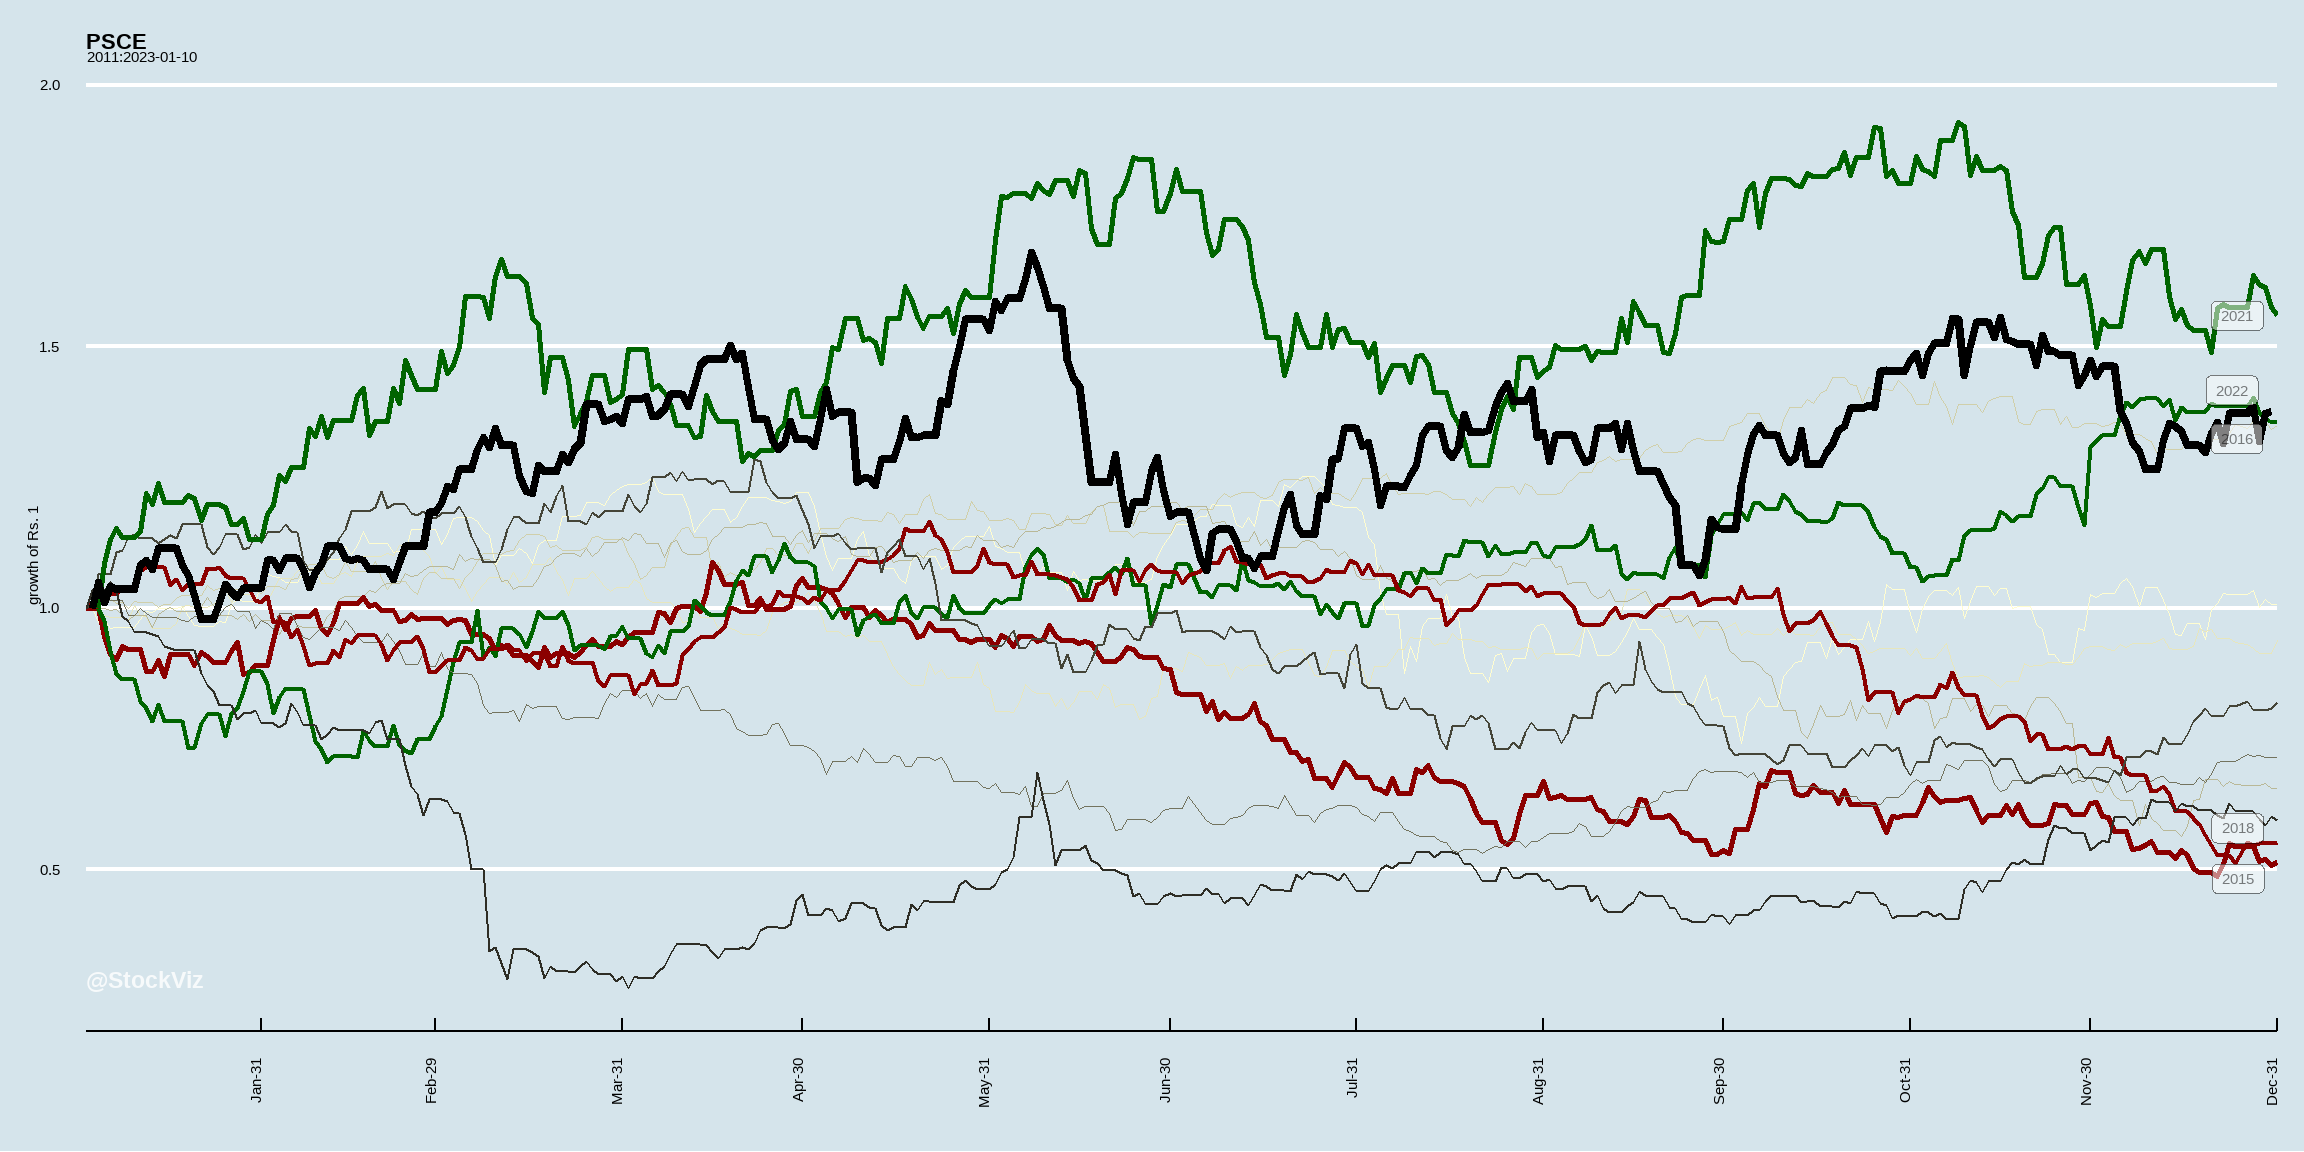 PSCE
2011:2023-01-10
2.0
1.5
1.0
0.5
growth of Rs. 1
2021
2022
2016
2018
2015
@StockViz
Jan-31
Feb-29
Mar-31
Apr-30
May-31
Jun-30
Jul-31
Aug-31
Sep-30
Oct-31
Nov-30
Dec-31